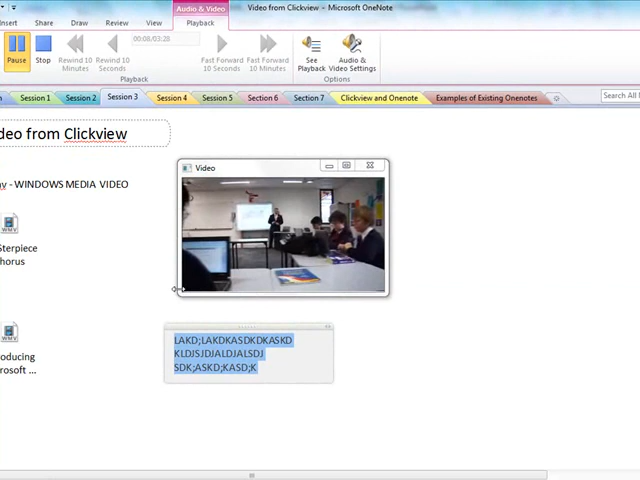 Audio & Video
Video from Clickview – Microsoft OneNote
Insert Share Draw Review View Playback
00:08/03:28
Pause Stop Rewind 10 Minutes Rewind 10 Seconds Fast Forward 10 Seconds Fast Forward 10 Minutes See Playback Audio & Video Settings
Playback Options
Session 1 Session 2 Session 3 Session 4 Session 5 Section 6 Section 7 Clickview and Onenote Examples of Existing Onenotes Search All
deo from Clickview
Video
- WINDOWS MEDIA VIDEO
WMV
Sterpiece
horus
WMV
oducing
rosoft ...
LAKD;LAKDKASDKDKASKD
KLDJSJDJALDJALSDJ
SDK;ASKD;KASD;K